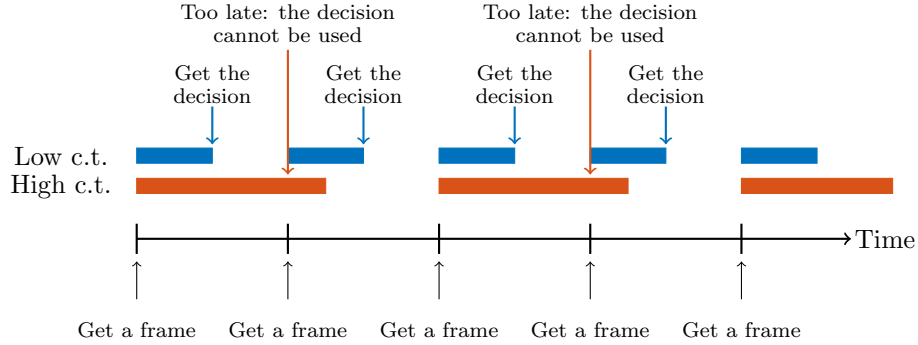 Too late: the decision
cannot be used
Too late: the decision
cannot be used
Get the
decision
Get the
decision
Get the
decision
Get the
decision
Low c.t.
High c.t.
Time
Get a frame
Get a frame
Get a frame
Get a frame
Get a frame